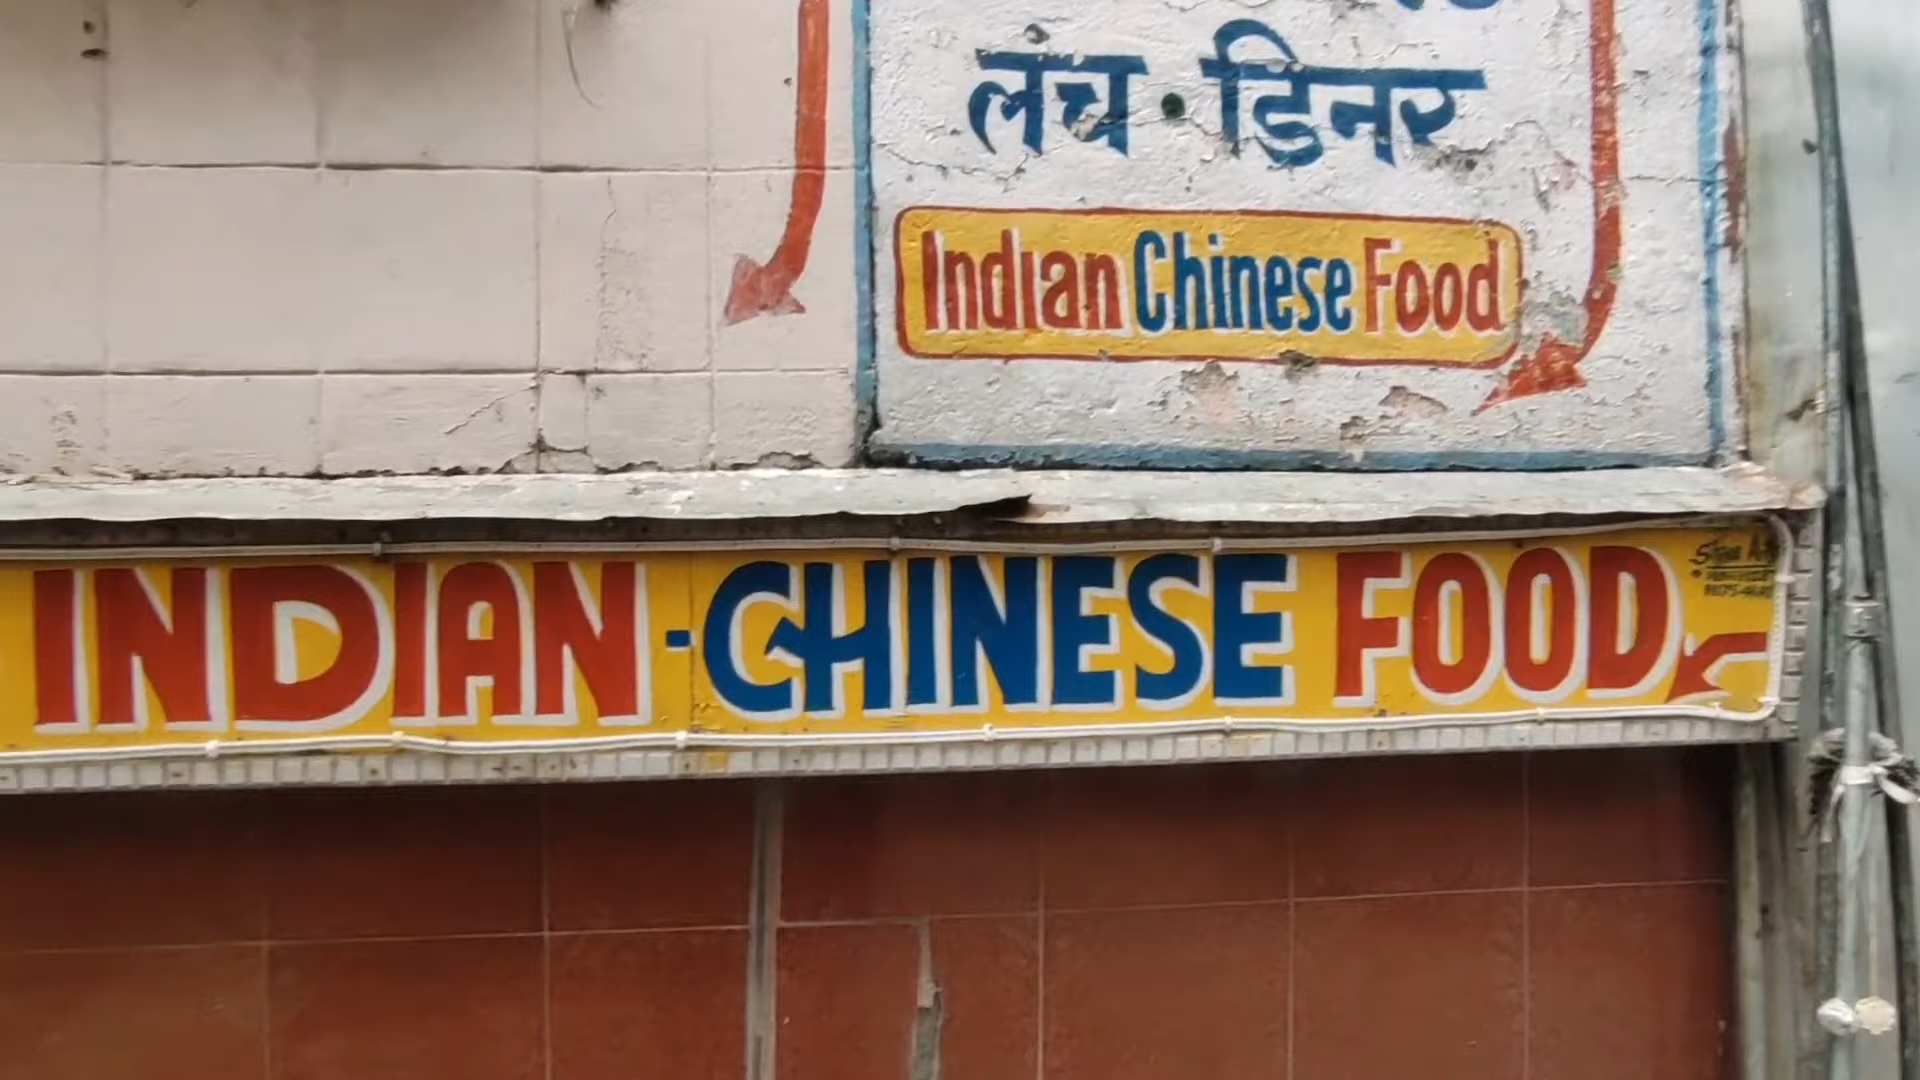 लंच · डिनर
Indian Chinese Food
INDIAN-CHINESE FOOD